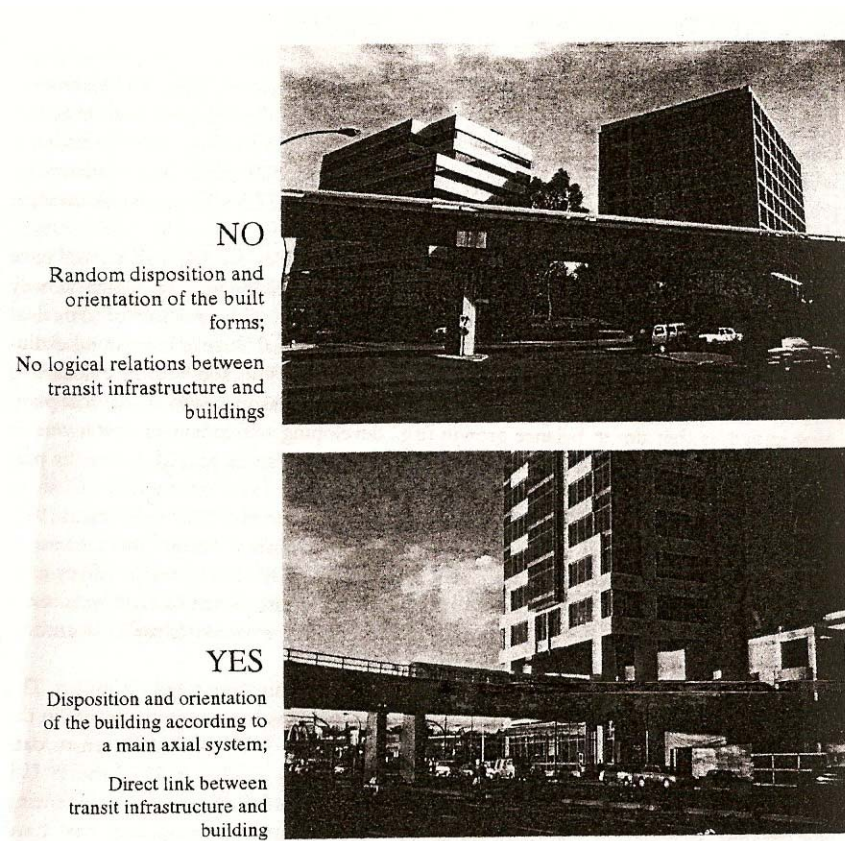 NO
Random disposition and
orientation of the built
forms;
No logical relations between
transit infrastructure and
buildings
YES
Disposition and orientation
of the building according to
a main axial system;
Direct link between
transit infrastructure and
building